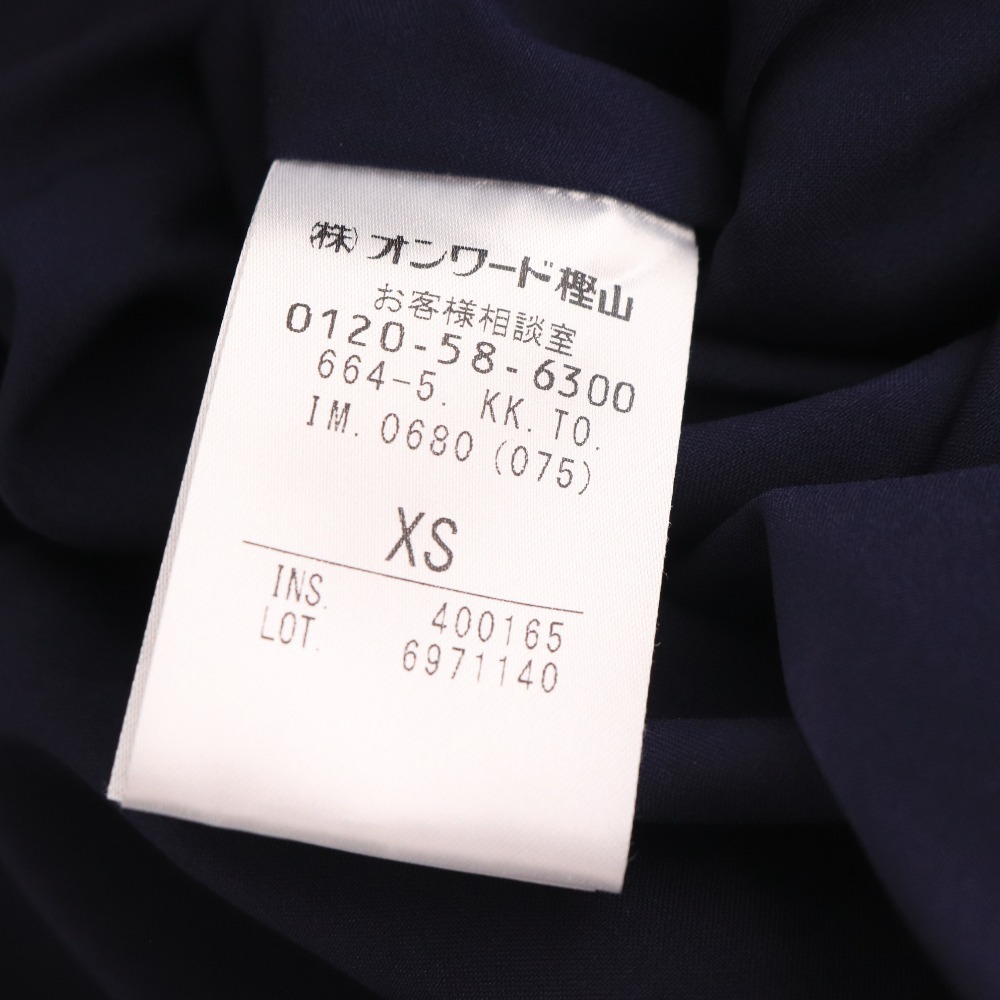 ㈱オンワード樫山
お客様相談室
0120-58-6300
664-5. KK. TO.
IM. 0680 (075)
XS
INS. 400165
LOT. 6971140